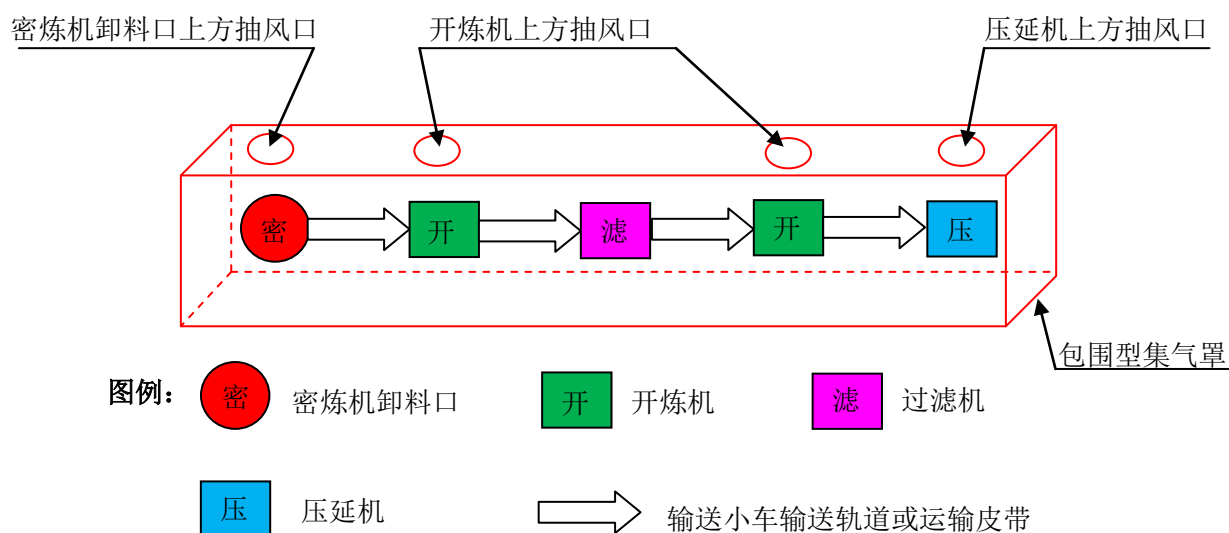 密炼机卸料口上方抽风口
开炼机上方抽风口
压延机上方抽风口
密
开
滤
开
压
包围型集气罩
图例：
密
密炼机卸料口
开
开炼机
滤
过滤机
压
压延机
输送小车输送轨道或运输皮带